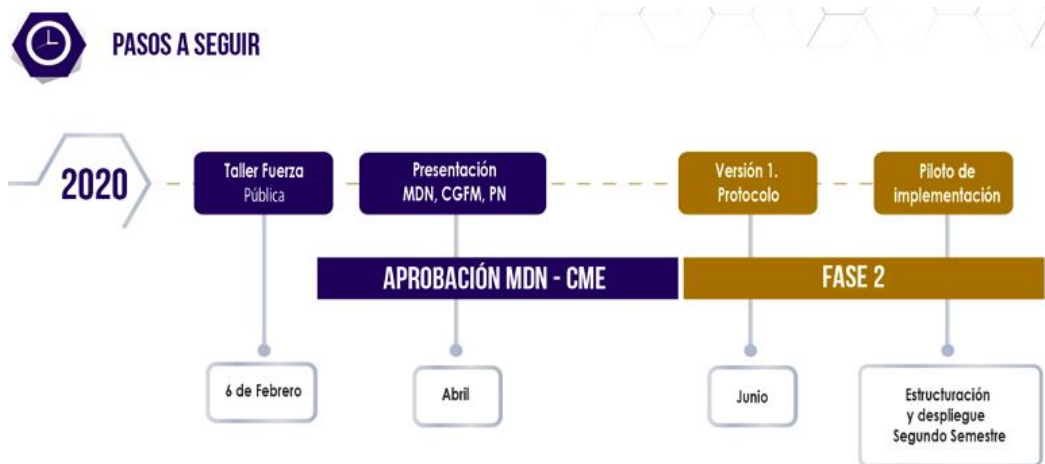 PASOS A SEGUIR
2020
Taller Fuerza
Pública
Presentación
MDN, CGFM, PN
Versión 1.
Protocolo
Piloto de
implementación
APROBACIÓN MDN - CME
FASE 2
6 de Febrero
Abril
Junio
Estructuración
y despliegue
Segundo Semestre